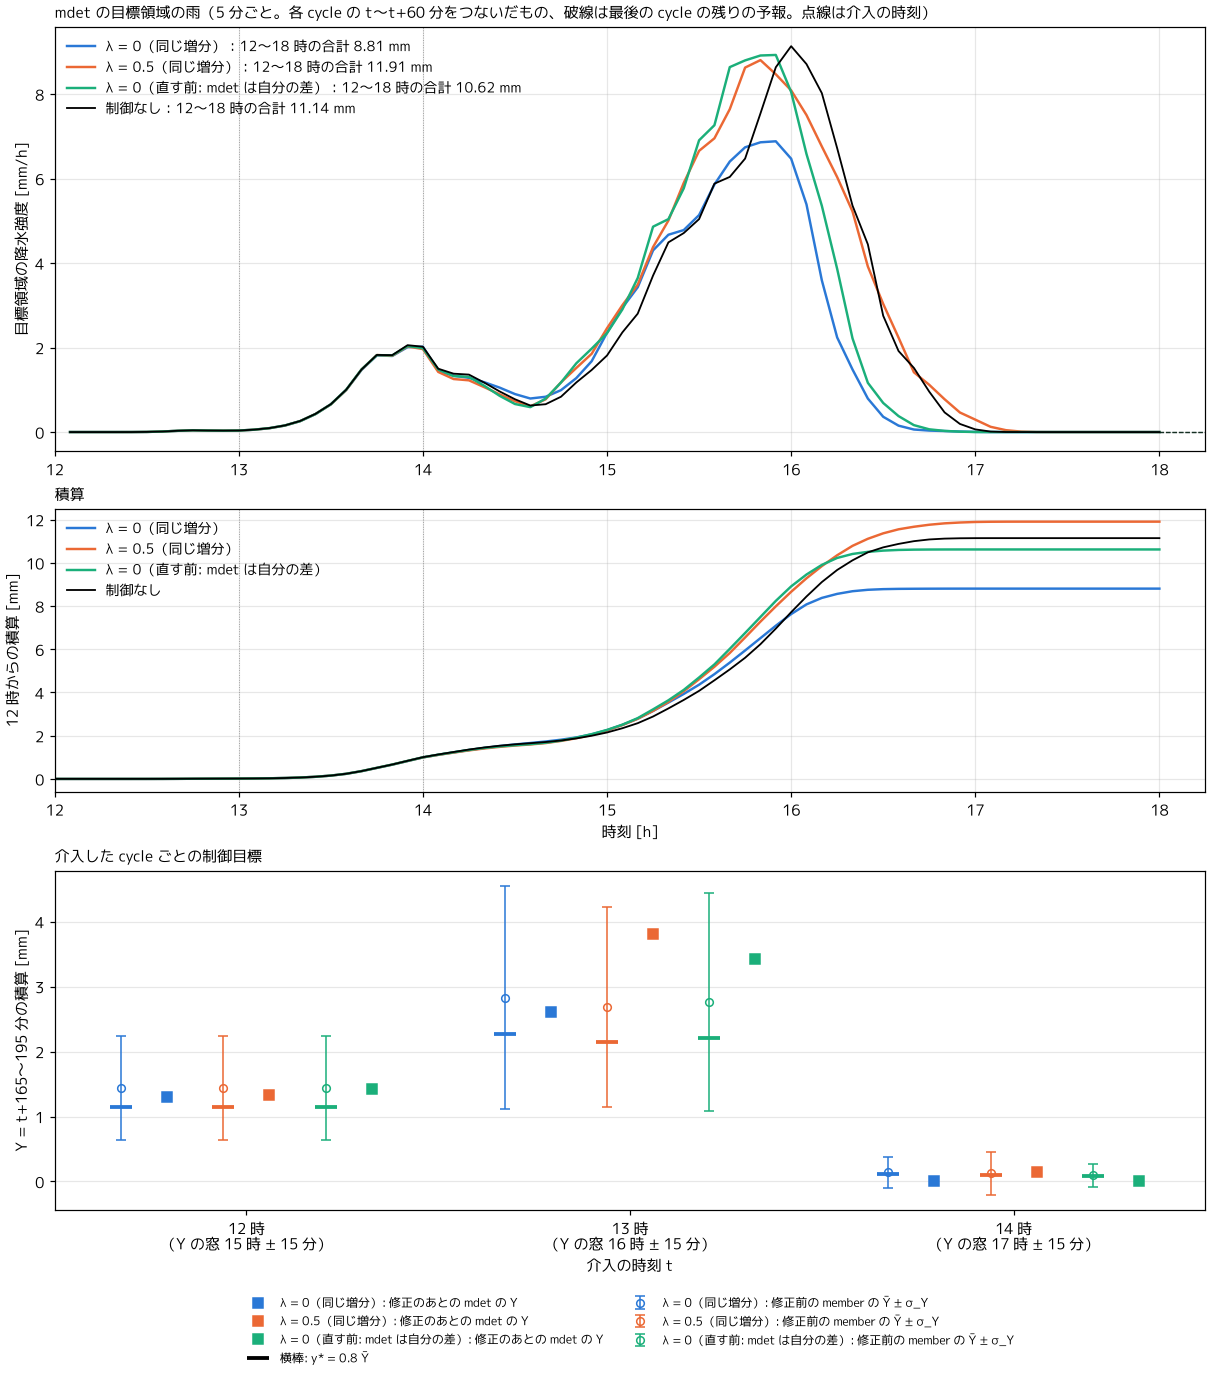 mdet の目標領域の雨（5 分ごと。各 cycle の t～t+60 分をつないだもの、破線は最後の cycle の残りの予報。点線は介入の時刻）
目標領域の降水強度 [mm/h]
8
6
4
2
0
λ = 0（同じ増分）: 12～18 時の合計 8.81 mm
λ = 0.5（同じ増分）: 12～18 時の合計 11.91 mm
λ = 0（直す前: mdet は自分の差）: 12～18 時の合計 10.62 mm
制御なし : 12～18 時の合計 11.14 mm
12 13 14 15 16 17 18
積算
12 時からの積算 [mm]
12
10
8
6
4
2
0
λ = 0（同じ増分）
λ = 0.5（同じ増分）
λ = 0（直す前: mdet は自分の差）
制御なし
12 13 14 15 16 17 18
時刻 [h]
介入した cycle ごとの制御目標
Y = t+165～195 分の積算 [mm]
4
3
2
1
0
12 時 13 時 14 時
（Y の窓 15 時 ± 15 分） （Y の窓 16 時 ± 15 分） （Y の窓 17 時 ± 15 分）
介入の時刻 t
λ = 0（同じ増分）: 修正のあとの mdet の Y
λ = 0.5（同じ増分）: 修正のあとの mdet の Y
λ = 0（直す前: mdet は自分の差）: 修正のあとの mdet の Y
横棒: y* = 0.8 Ȳ
λ = 0（同じ増分）: 修正前の member の Ȳ ± σ_Y
λ = 0.5（同じ増分）: 修正前の member の Ȳ ± σ_Y
λ = 0（直す前: mdet は自分の差）: 修正前の member の Ȳ ± σ_Y